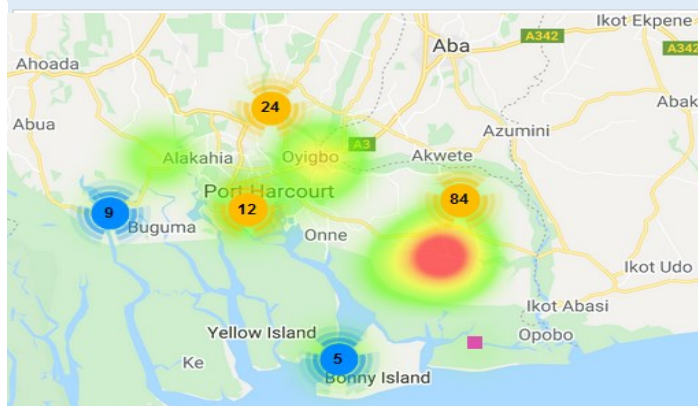 Ikot Ekpene
A342
Aba
A342
Ahoada
24
Abak
Abua
Azumini
A3
Alakahia
Oyigbo
Akwete
Port Harcourt
84
12
9
Buguma
Onne
Ikot Udo
Ikot Abasi
Yellow Island
Opobo
5
Ke
Bonny Island